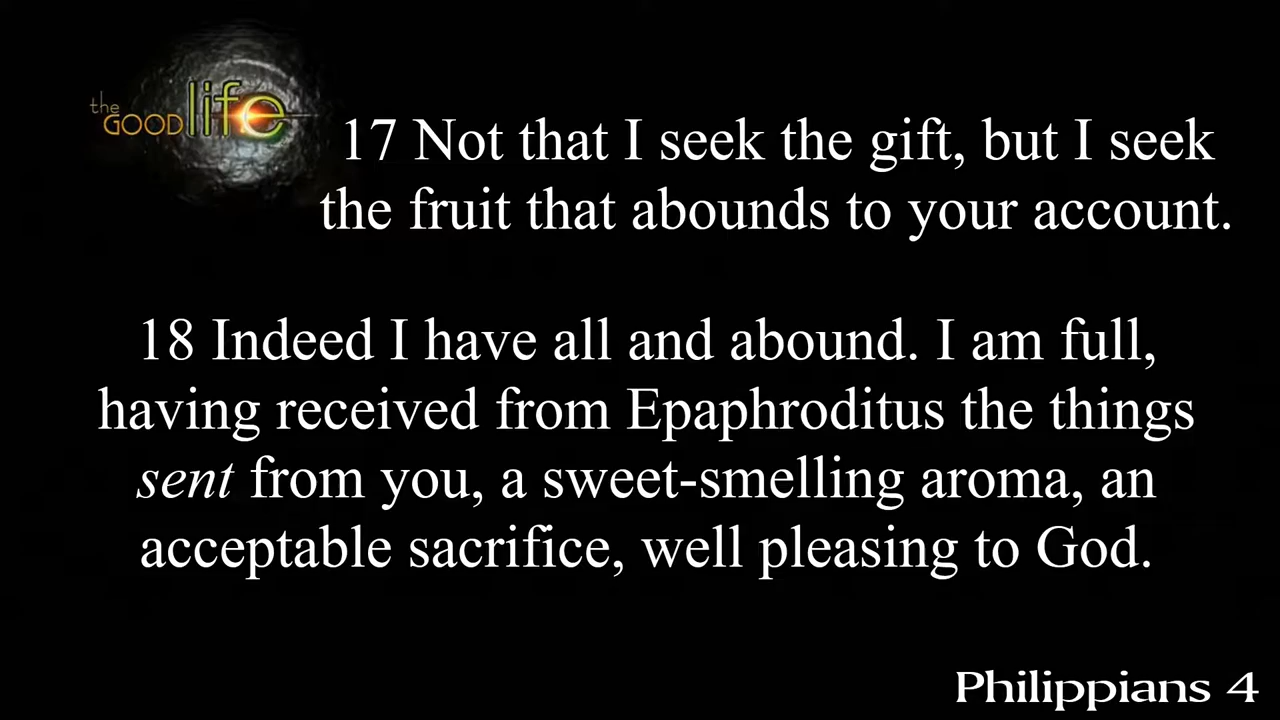 the
GOOD life
17 Not that I seek the gift, but I seek
the fruit that abounds to your account.
18 Indeed I have all and abound. I am full,
having received from Epaphroditus the things
sent from you, a sweet-smelling aroma, an
acceptable sacrifice, well pleasing to God.
Philippians 4